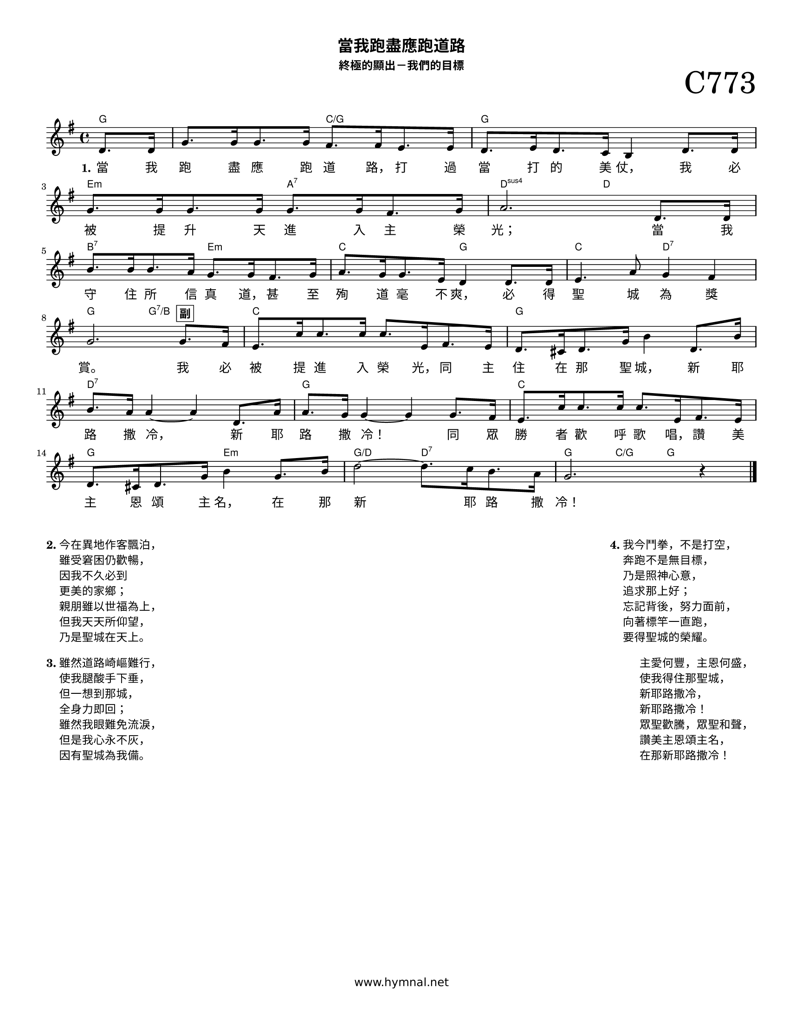 當我跑盡應跑道路
終極的顯出－我們的目標
C773
G C/G G
1. 當 我 跑 盡 應 跑 道 路，打 過 當 打 的 美 仗， 我 必
3 Em A7 Dsus4 D
被 提 升 天 進 入 主 榮 光； 當 我
5 B7 Em C G C D7
守 住 所 信 真 道，甚 至 殉 道 毫 不 爽， 必 得 聖 城 為 獎
8 G G7/B 副 C G
賞。 我 必 被 提 進 入 榮 光，同 主 住 在 那 聖 城， 新 耶
11 D7 G C
路 撒 冷， 新 耶 路 撒 冷！ 同 眾 勝 者 歡 呼 歌 唱，讚 美
14 G Em G/D D7 G C/G G
主 恩 頌 主 名， 在 那 新 耶 路 撒 冷！
2. 今在異地作客飄泊，
雖受窘困仍歡暢，
因我不久必到
更美的家鄉；
親朋雖以世福為上，
但我天天所仰望，
乃是聖城在天上。
3. 雖然道路崎嶇難行，
使我腿酸手下垂，
但一想到那城，
全身力即回；
雖然我眼難免流淚，
但是我心永不灰，
因有聖城為我備。
4. 我今鬥拳，不是打空，
奔跑不是無目標，
乃是照神心意，
追求那上好；
忘記背後，努力面前，
向著標竿一直跑，
要得聖城的榮耀。
主愛何豐，主恩何盛，
使我得住那聖城，
新耶路撒冷，
新耶路撒冷！
眾聖歡騰，眾聖和聲，
讚美主恩頌主名，
在那新耶路撒冷！
www.hymnal.net